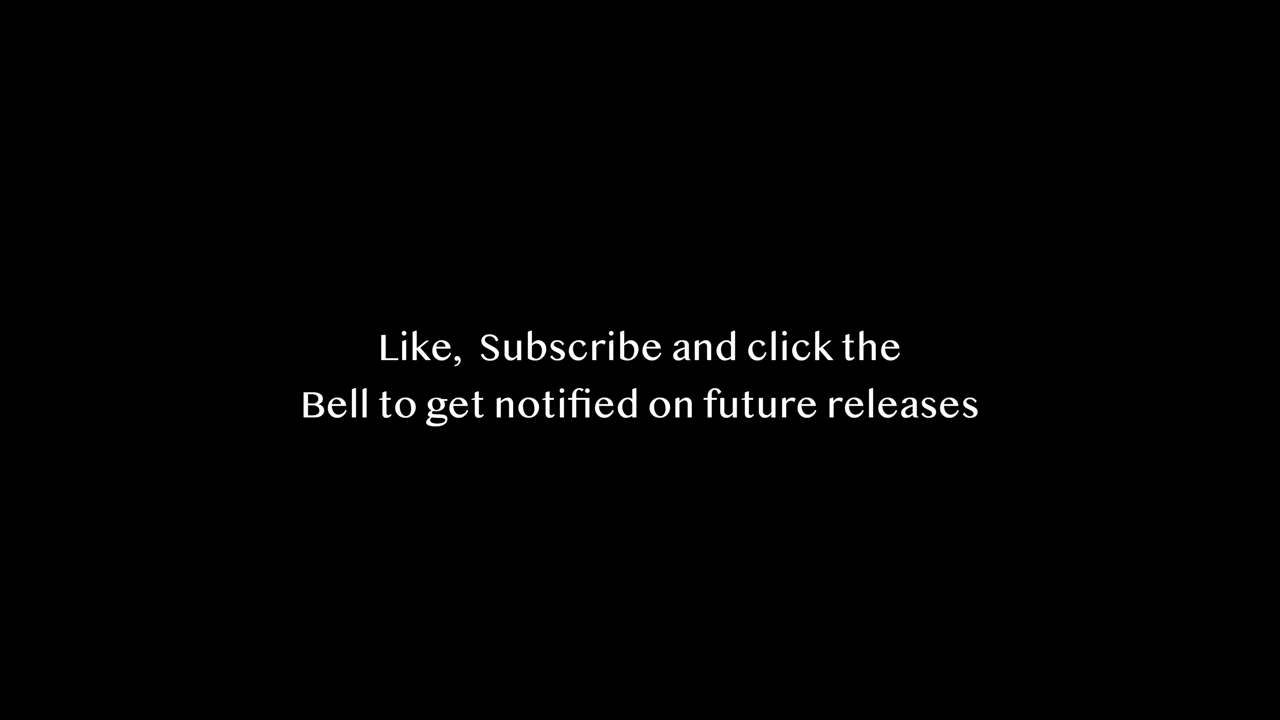 Like,  Subscribe and click the
Bell to get notified on future releases